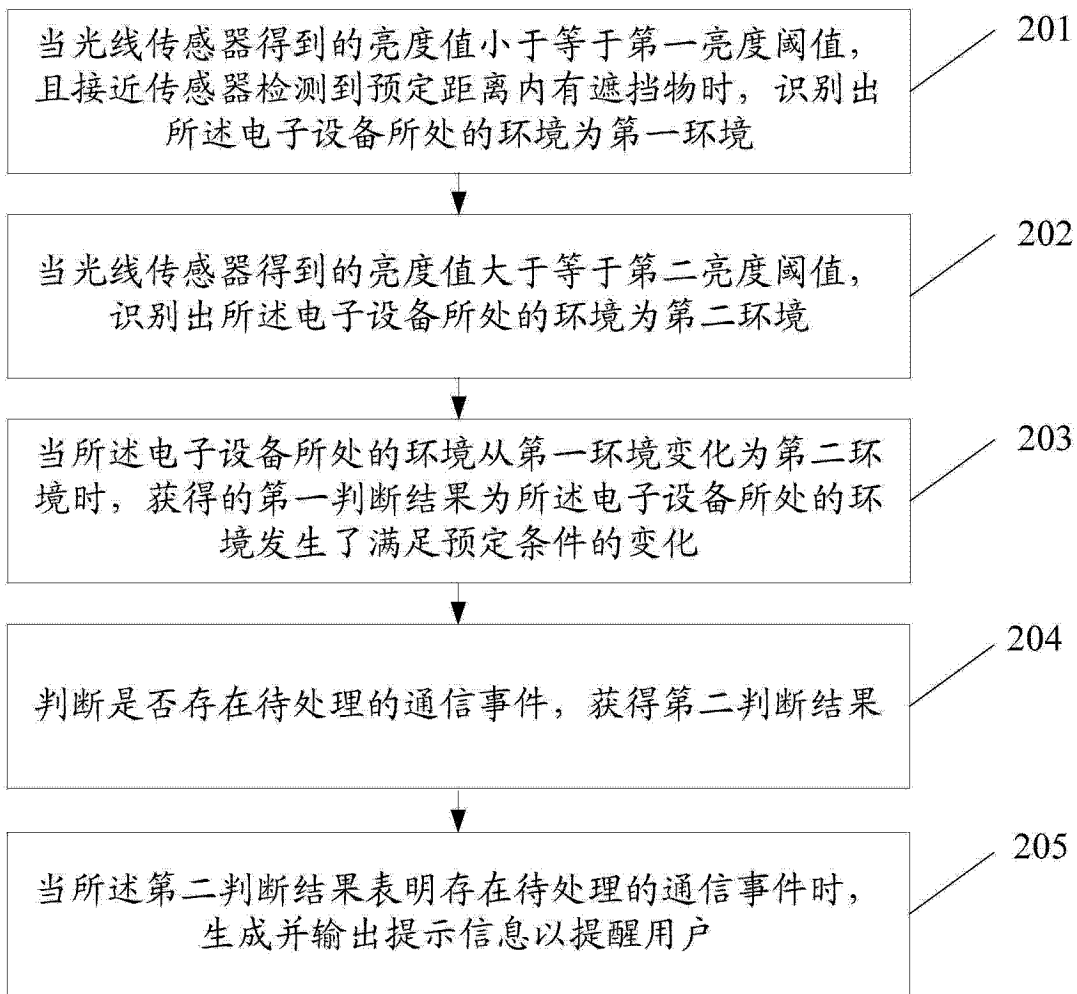 当光线传感器得到的亮度值小于等于第一亮度阈值，
且接近传感器检测到预定距离内有遮挡物时，识别出
所述电子设备所处的环境为第一环境
201
当光线传感器得到的亮度值大于等于第二亮度阈值，
识别出所述电子设备所处的环境为第二环境
202
当所述电子设备所处的环境从第一环境变化为第二环
境时，获得的第一判断结果为所述电子设备所处的环
境发生了满足预定条件的变化
203
判断是否存在待处理的通信事件，获得第二判断结果
204
当所述第二判断结果表明存在待处理的通信事件时，
生成并输出提示信息以提醒用户
205